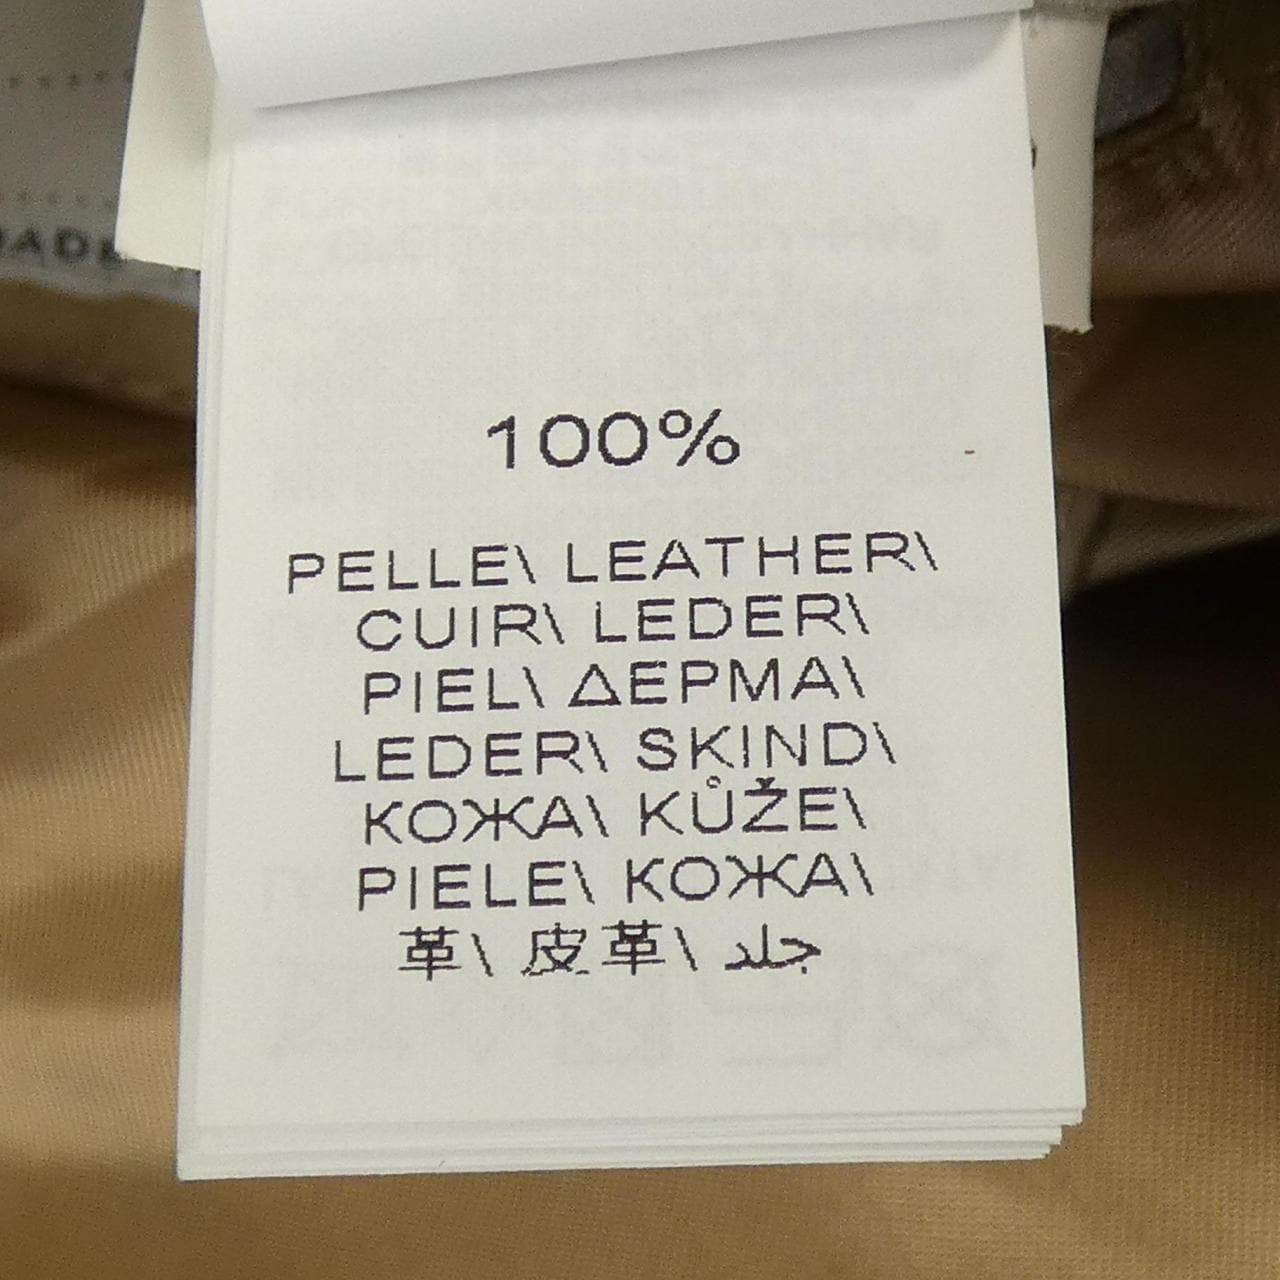 100%
PELLE\ LEATHER\
CUIR\ LEDER\
PIEL\ ΔΕΡΜΑ\
LEDER\ SKIND\
КОЖА\ KŮŽE\
PIELE\ КОЖА\
革\ 皮革\ جلد